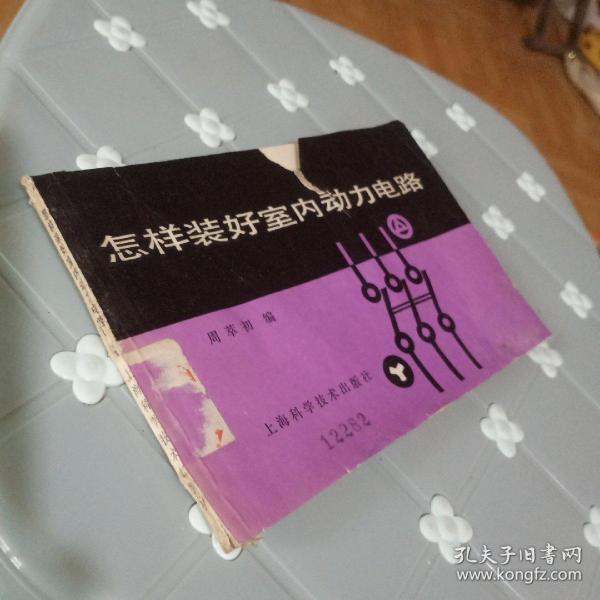 怎样装好室内动力电路
周萃初 编
上海科学技术出版社
12282
孔夫子旧書网
www.kongfz.com